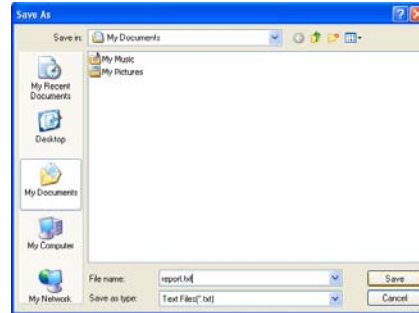 Save As
Save in: My Documents
My Music
My Pictures
My Recent
Documents
Desktop
My Documents
My Computer
My Network
File name: report.txt
Save
Save as type: Text Files(*.txt)
Cancel